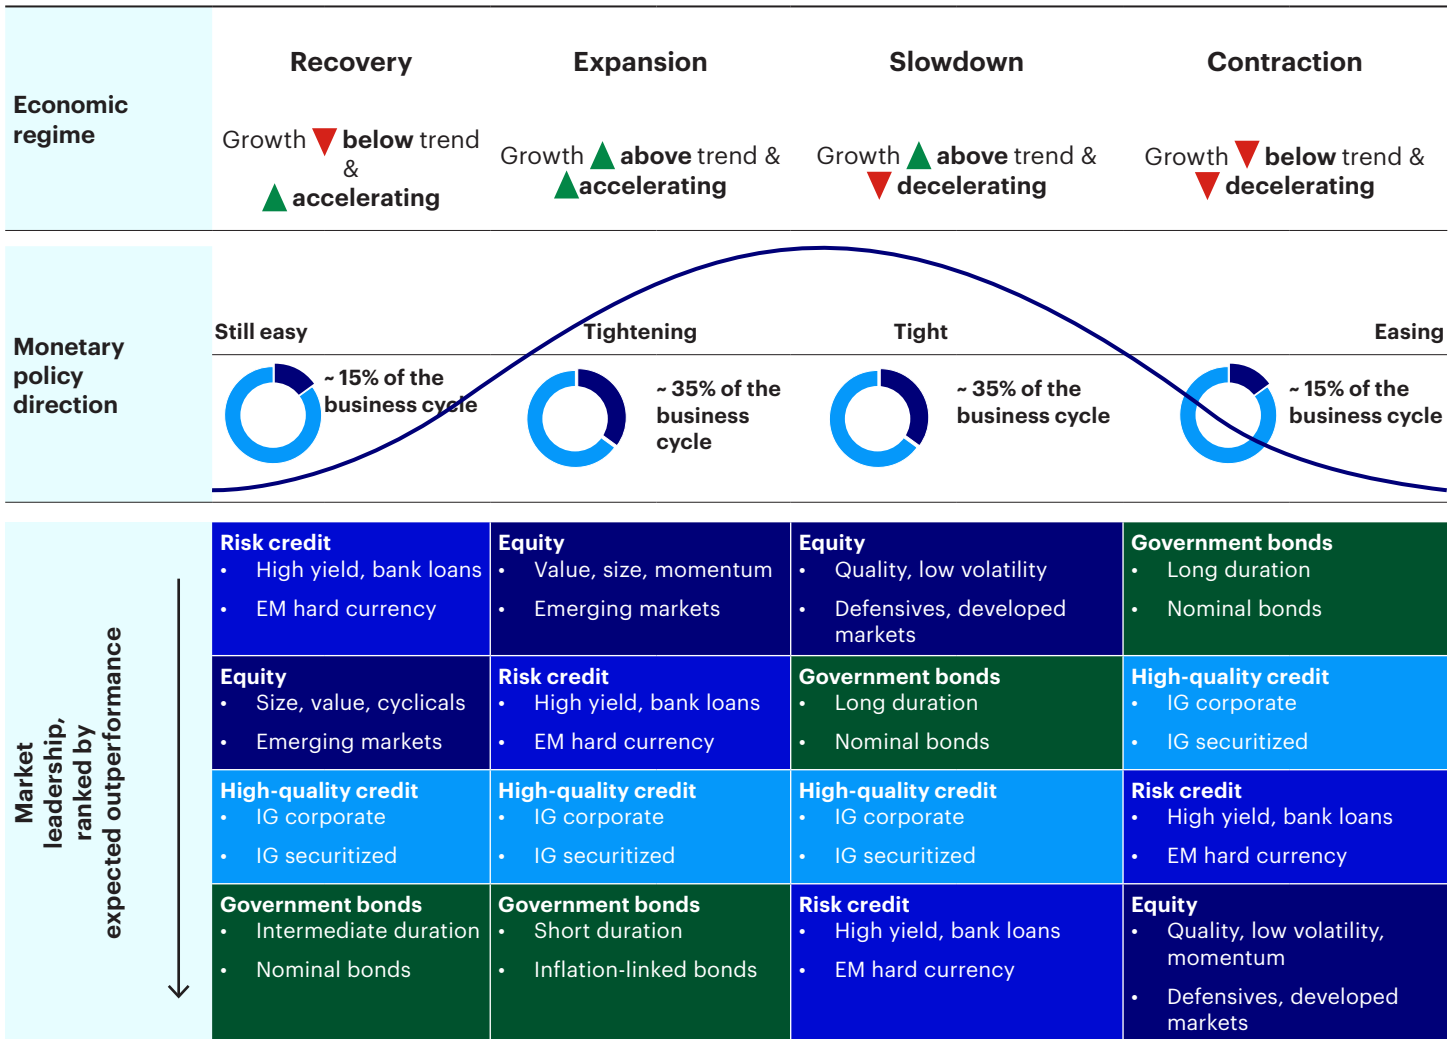 Economic
regime
Recovery
Growth ▼ below trend
&
▲ accelerating
Expansion
Growth ▲ above trend &
▲ accelerating
Slowdown
Growth ▲ above trend &
▼ decelerating
Contraction
Growth ▼ below trend &
▼ decelerating
Monetary
policy
direction
Still easy
~ 15% of the
business cycle
Tightening
~ 35% of the
business
cycle
Tight
~ 35% of the
business cycle
Easing
~ 15% of the
business cycle
Market
leadership,
ranked by
expected outperformance
Risk credit
• High yield, bank loans
• EM hard currency
Equity
• Value, size, momentum
• Emerging markets
Equity
• Quality, low volatility
• Defensives, developed
markets
Government bonds
• Long duration
• Nominal bonds
Equity
• Size, value, cyclicals
• Emerging markets
Risk credit
• High yield, bank loans
• EM hard currency
Government bonds
• Long duration
• Nominal bonds
High-quality credit
• IG corporate
• IG securitized
High-quality credit
• IG corporate
• IG securitized
High-quality credit
• IG corporate
• IG securitized
High-quality credit
• IG corporate
• IG securitized
Risk credit
• High yield, bank loans
• EM hard currency
Government bonds
• Intermediate duration
• Nominal bonds
Government bonds
• Short duration
• Inflation-linked bonds
Risk credit
• High yield, bank loans
• EM hard currency
Equity
• Quality, low volatility,
momentum
• Defensives, developed
markets